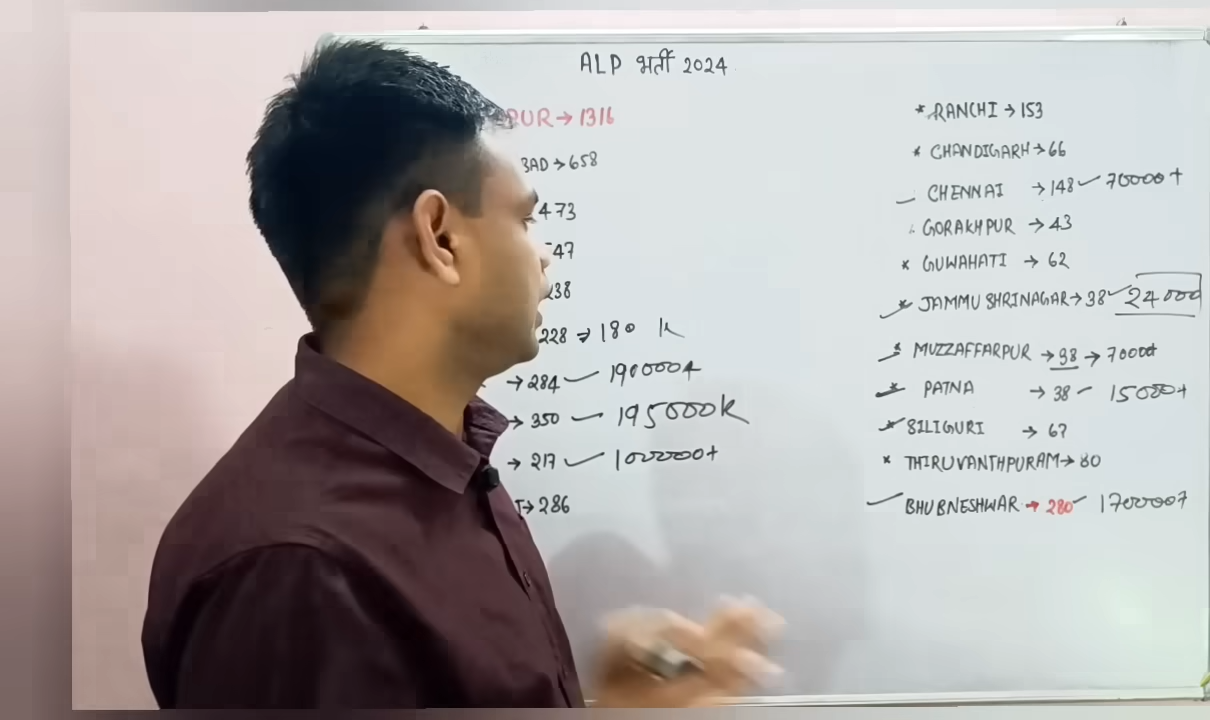 ALP भर्ती 2024
PUR → 1316
BAD → 658
473
47
238
228 → 180 K
→ 284 — 190000+
→ 350 — 195000K
→ 217 — 100000+
T→ 286
* RANCHI → 153
* CHANDIGARH → 66
CHENNAI → 148 ✓ 70000+
GORAKHPUR → 43
* GUWAHATI → 62
* JAMMU SHRINAGAR → 38 ✓ 24000
* MUZZAFFARPUR → 38 → 70000+
* PATNA → 38 - 15000+
* SILIGURI → 67
* THIRUVANTHPURAM → 80
✓ BHUBNESHWAR → 280 ✓ 170000+